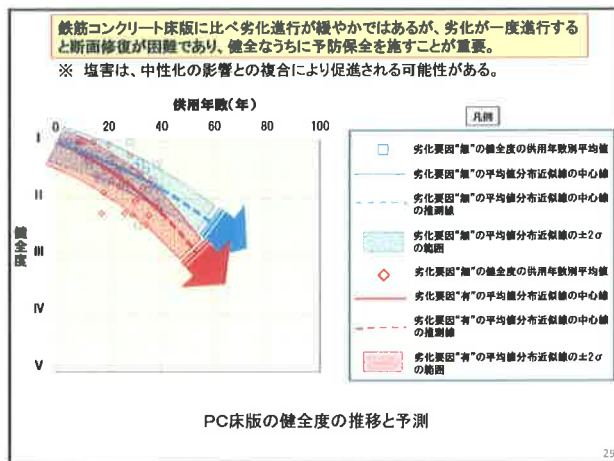 鉄筋コンクリート床版に比べ劣化進行が緩やかではあるが、劣化が一度進行する
と断面修復が困難であり、健全なうちに予防保全を施すことが重要。
※ 塩害は、中性化の影響との複合により促進される可能性がある。
供用年数(年)
0 20 40 60 80 100
凡例
I
II
III
IV
V
健全度
劣化要因“無”の健全度の供用年数別平均値
劣化要因“無”の平均値分布近似線の中心線
劣化要因“無”の平均値分布近似線の中心線
の推測線
劣化要因“無”の平均値分布近似線の±2σ
の範囲
劣化要因“有”の健全度の供用年数別平均値
劣化要因“有”の平均値分布近似線の中心線
劣化要因“有”の平均値分布近似線の中心線
の推測線
劣化要因“有”の平均値分布近似線の±2σ
の範囲
PC床版の健全度の推移と予測